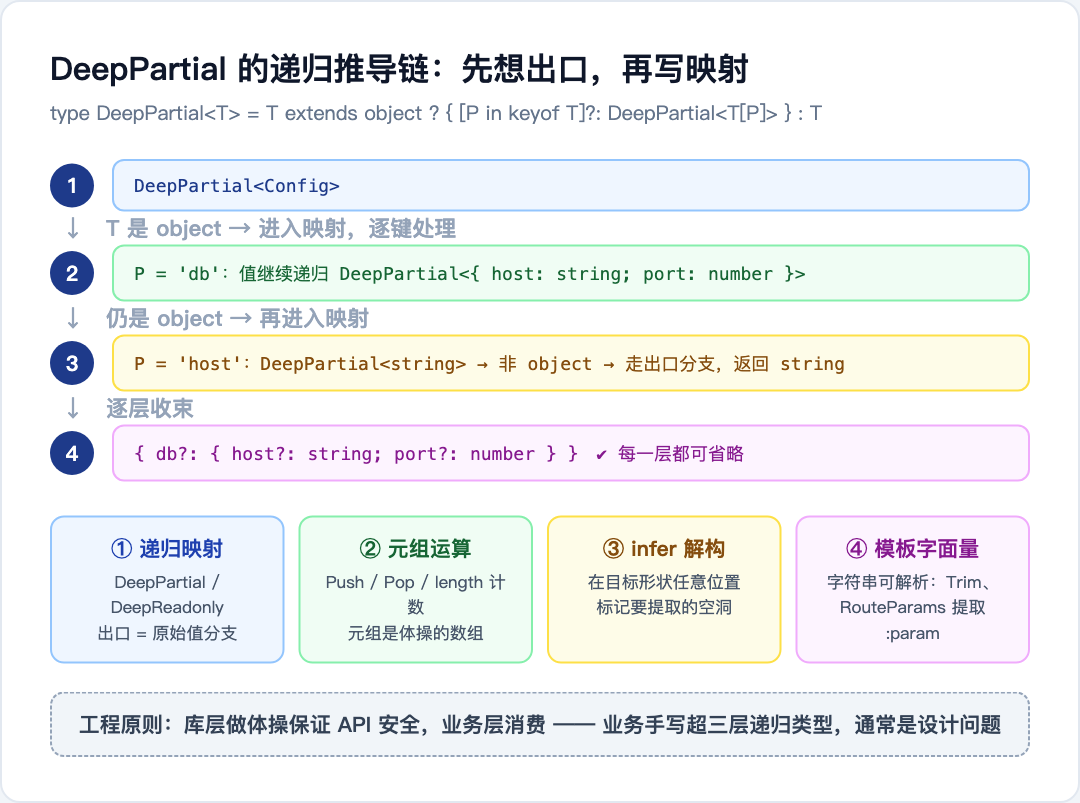 DeepPartial 的递归推导链：先想出口，再写映射
type DeepPartial<T> = T extends object ? { [P in keyof T]?: DeepPartial<T[P]> } : T
1
DeepPartial<Config>
↓ T 是 object → 进入映射，逐键处理
2
P = 'db'：值继续递归 DeepPartial<{ host: string; port: number }>
↓ 仍是 object → 再进入映射
3
P = 'host'：DeepPartial<string> → 非 object → 走出口分支，返回 string
↓ 逐层收束
4
{ db?: { host?: string; port?: number } } ✔ 每一层都可省略
① 递归映射
DeepPartial /
DeepReadonly
出口 = 原始值分支
② 元组运算
Push / Pop / length 计
数
元组是体操的数组
③ infer 解构
在目标形状任意位置
标记要提取的空洞
④ 模板字面量
字符串可解析：Trim、
RouteParams 提取
:param
工程原则：库层做体操保证 API 安全，业务层消费 —— 业务手写超三层递归类型，通常是设计问题